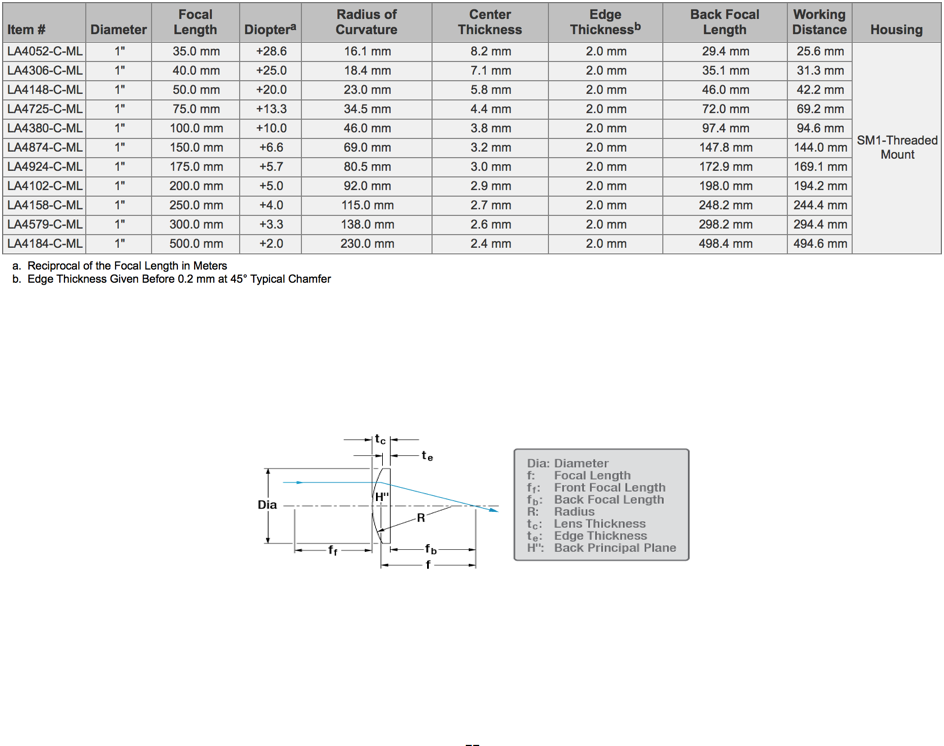 Item # Diameter Focal Length Diopterᵃ Radius of Curvature Center Thickness Edge Thicknessᵇ Back Focal Length Working Distance Housing
LA4052-C-ML 1" 35.0 mm +28.6 16.1 mm 8.2 mm 2.0 mm 29.4 mm 25.6 mm SM1-Threaded Mount
LA4306-C-ML 1" 40.0 mm +25.0 18.4 mm 7.1 mm 2.0 mm 35.1 mm 31.3 mm
LA4148-C-ML 1" 50.0 mm +20.0 23.0 mm 5.8 mm 2.0 mm 46.0 mm 42.2 mm
LA4725-C-ML 1" 75.0 mm +13.3 34.5 mm 4.4 mm 2.0 mm 72.0 mm 69.2 mm
LA4380-C-ML 1" 100.0 mm +10.0 46.0 mm 3.8 mm 2.0 mm 97.4 mm 94.6 mm
LA4874-C-ML 1" 150.0 mm +6.6 69.0 mm 3.2 mm 2.0 mm 147.8 mm 144.0 mm
LA4924-C-ML 1" 175.0 mm +5.7 80.5 mm 3.0 mm 2.0 mm 172.9 mm 169.1 mm
LA4102-C-ML 1" 200.0 mm +5.0 92.0 mm 2.9 mm 2.0 mm 198.0 mm 194.2 mm
LA4158-C-ML 1" 250.0 mm +4.0 115.0 mm 2.7 mm 2.0 mm 248.2 mm 244.4 mm
LA4579-C-ML 1" 300.0 mm +3.3 138.0 mm 2.6 mm 2.0 mm 298.2 mm 294.4 mm
LA4184-C-ML 1" 500.0 mm +2.0 230.0 mm 2.4 mm 2.0 mm 498.4 mm 494.6 mm
a. Reciprocal of the Focal Length in Meters
b. Edge Thickness Given Before 0.2 mm at 45° Typical Chamfer
tc
te
H"
Dia
R
ff
fb
f
Dia: Diameter
f: Focal Length
ff: Front Focal Length
fb: Back Focal Length
R: Radius
tc: Lens Thickness
te: Edge Thickness
H": Back Principal Plane